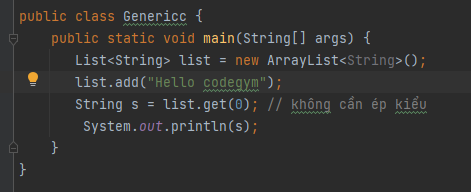 public class Genericc {
public static void main(String[] args) {
List<String> list = new ArrayList<String>();
list.add("Hello codegym");
String s = list.get(0); // không cần ép kiểu
System.out.println(s);
}
}